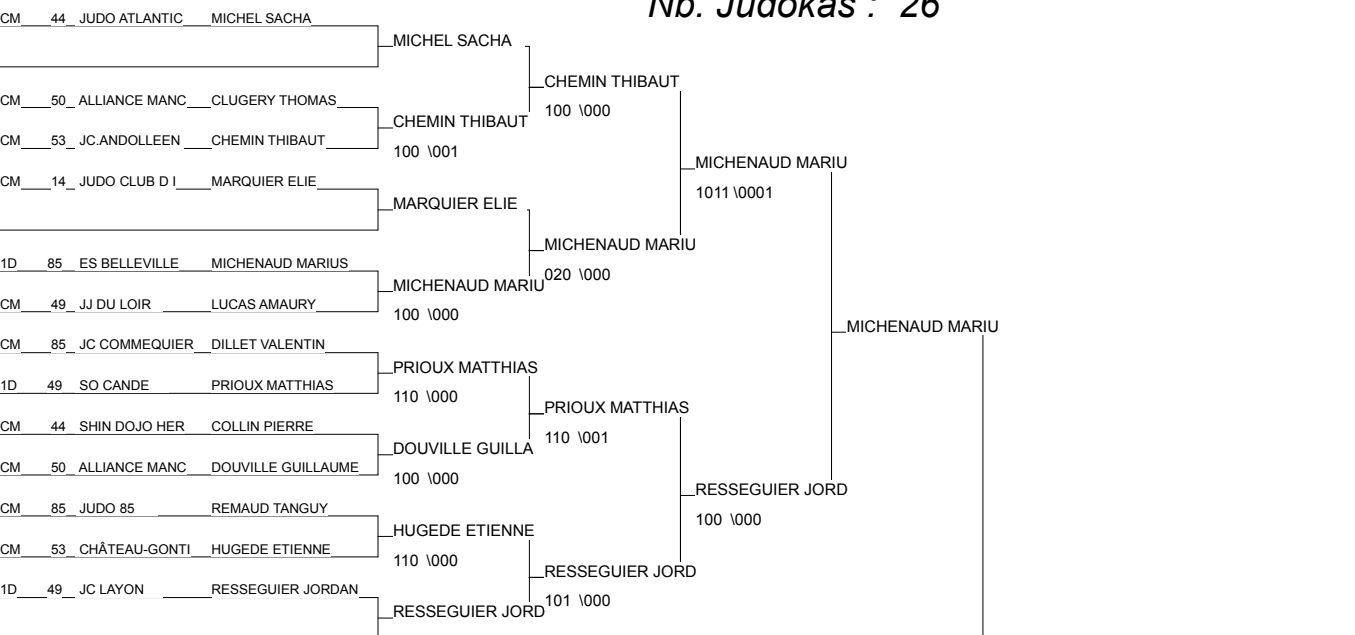 Nb. Judokas : 26
CM 44 JUDO ATLANTIC MICHEL SACHA
MICHEL SACHA
CHEMIN THIBAUT
100 \000
CM 50 ALLIANCE MANC CLUGERY THOMAS
CHEMIN THIBAUT
100 \001
CM 53 JC.ANDOLLEEN CHEMIN THIBAUT
MICHENAUD MARIU
1011 \0001
CM 14 JUDO CLUB D I MARQUIER ELIE
MARQUIER ELIE
MICHENAUD MARIU
020 \000
1D 85 ES BELLEVILLE MICHENAUD MARIUS
MICHENAUD MARIU
100 \000
CM 49 JJ DU LOIR LUCAS AMAURY
MICHENAUD MARIU
CM 85 JC COMMEQUIER DILLET VALENTIN
PRIOUX MATTHIAS
110 \000
1D 49 SO CANDE PRIOUX MATTHIAS
PRIOUX MATTHIAS
110 \001
CM 44 SHIN DOJO HER COLLIN PIERRE
DOUVILLE GUILLA
100 \000
CM 50 ALLIANCE MANC DOUVILLE GUILLAUME
RESSEGUIER JORD
100 \000
CM 85 JUDO 85 REMAUD TANGUY
HUGEDE ETIENNE
110 \000
CM 53 CHÂTEAU-GONTI HUGEDE ETIENNE
RESSEGUIER JORD
101 \000
1D 49 JC LAYON RESSEGUIER JORDAN
RESSEGUIER JORD